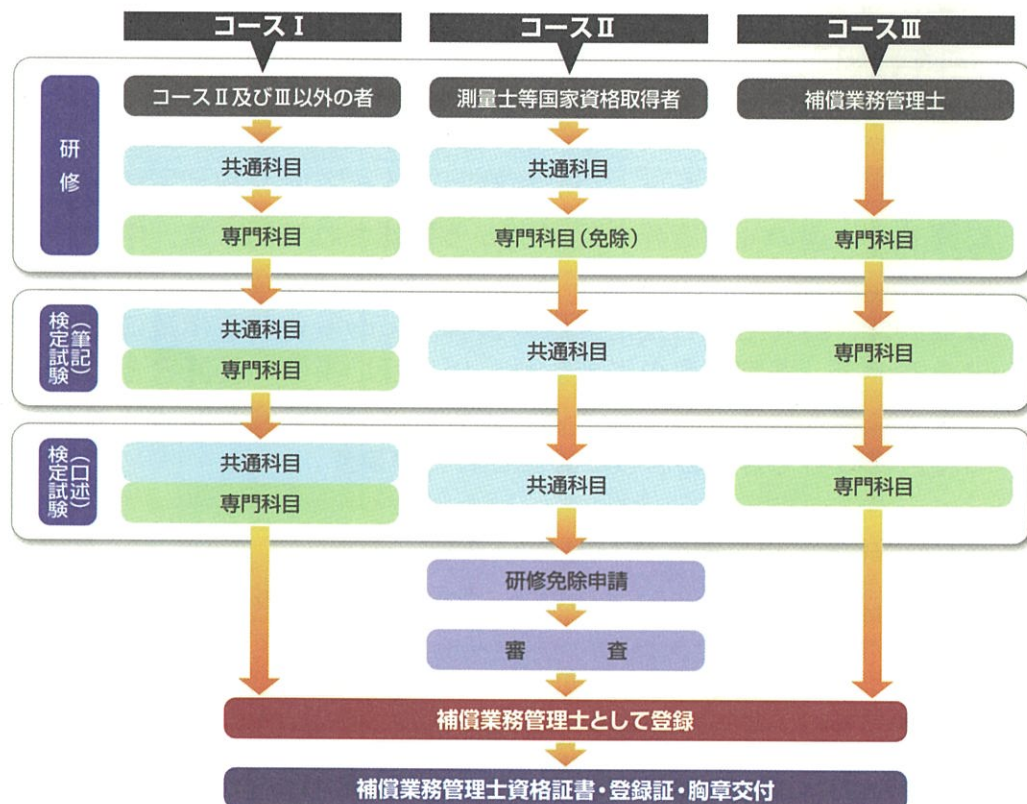 コースⅠ
コースⅡ
コースⅢ
研修
コースⅡ及びⅢ以外の者
測量士等国家資格取得者
補償業務管理士
共通科目
共通科目
専門科目
専門科目(免除)
専門科目
検定試験
(筆記)
共通科目
専門科目
共通科目
専門科目
検定試験
(口述)
共通科目
専門科目
共通科目
専門科目
研修免除申請
審査
補償業務管理士として登録
補償業務管理士資格証書・登録証・胸章交付